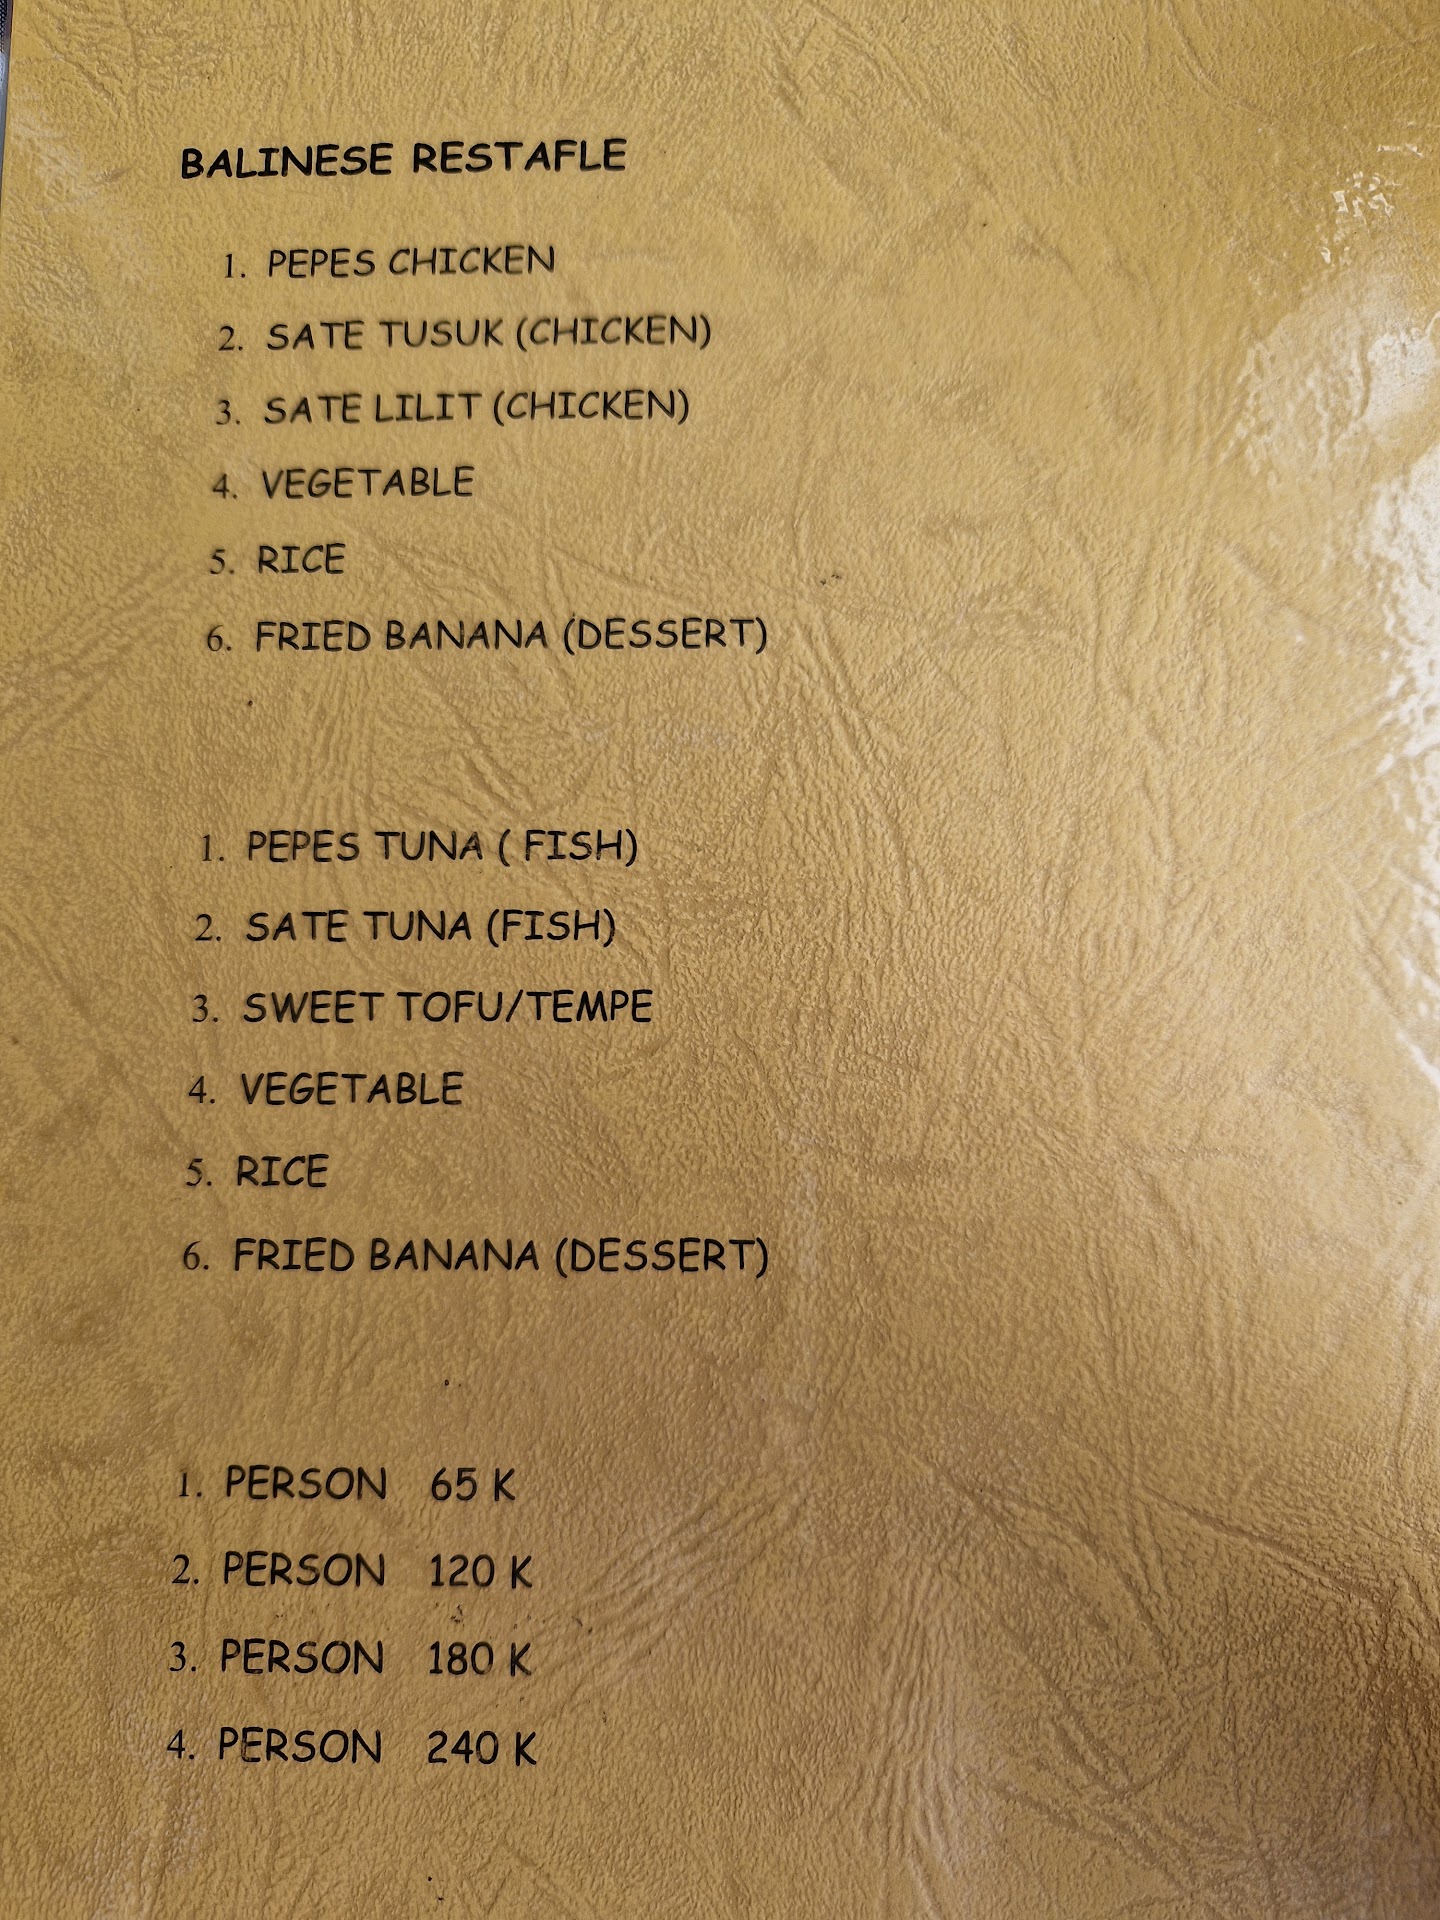 BALINESE RESTAFLE
1. PEPES CHICKEN
2. SATE TUSUK (CHICKEN)
3. SATE LILIT (CHICKEN)
4. VEGETABLE
5. RICE
6. FRIED BANANA (DESSERT)
1. PEPES TUNA ( FISH)
2. SATE TUNA (FISH)
3. SWEET TOFU/TEMPE
4. VEGETABLE
5. RICE
6. FRIED BANANA (DESSERT)
1. PERSON 65 K
2. PERSON 120 K
3. PERSON 180 K
4. PERSON 240 K